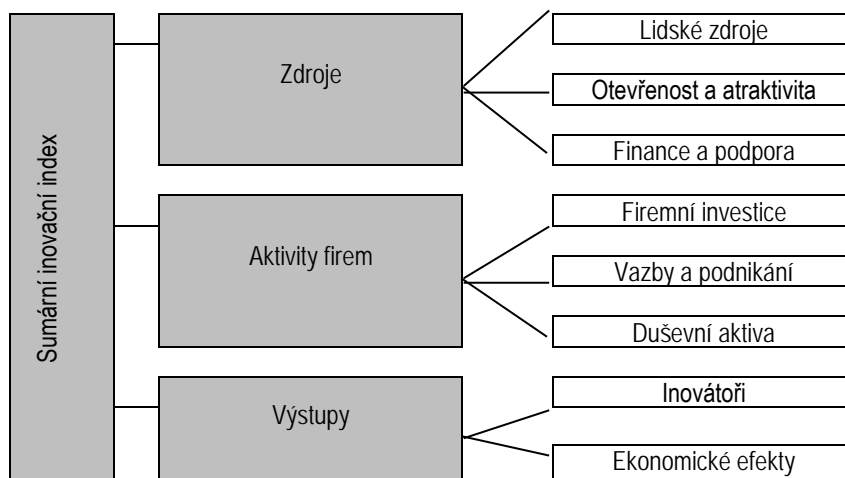 Sumární inovační index
Zdroje
Lidské zdroje
Otevřenost a atraktivita
Finance a podpora
Aktivity firem
Firemní investice
Vazby a podnikání
Duševní aktiva
Výstupy
Inovátoři
Ekonomické efekty